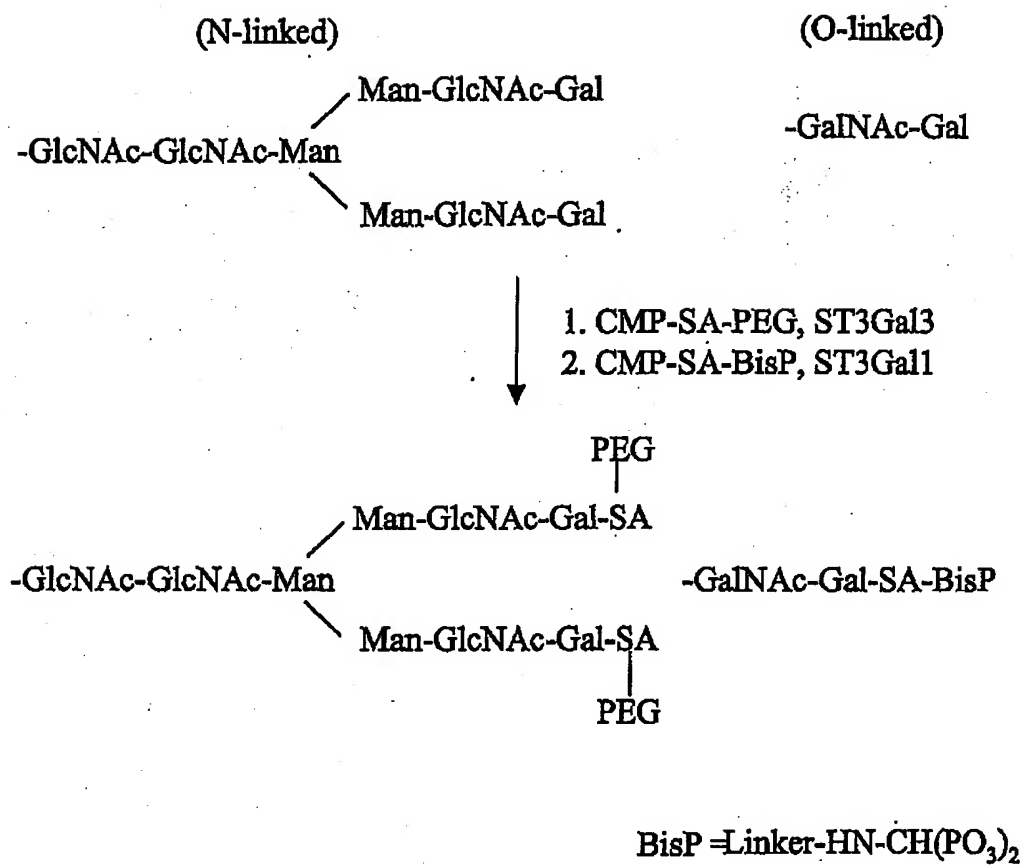 (N-linked) (O-linked)
Man-GlcNAc-Gal
-GalNAc-Gal
-GlcNAc-GlcNAc-Man
Man-GlcNAc-Gal
1. CMP-SA-PEG, ST3Gal3
2. CMP-SA-BisP, ST3Gal1
PEG
Man-GlcNAc-Gal-SA
-GlcNAc-GlcNAc-Man -GalNAc-Gal-SA-BisP
Man-GlcNAc-Gal-SA
PEG
BisP =Linker-HN-CH(PO₃)₂